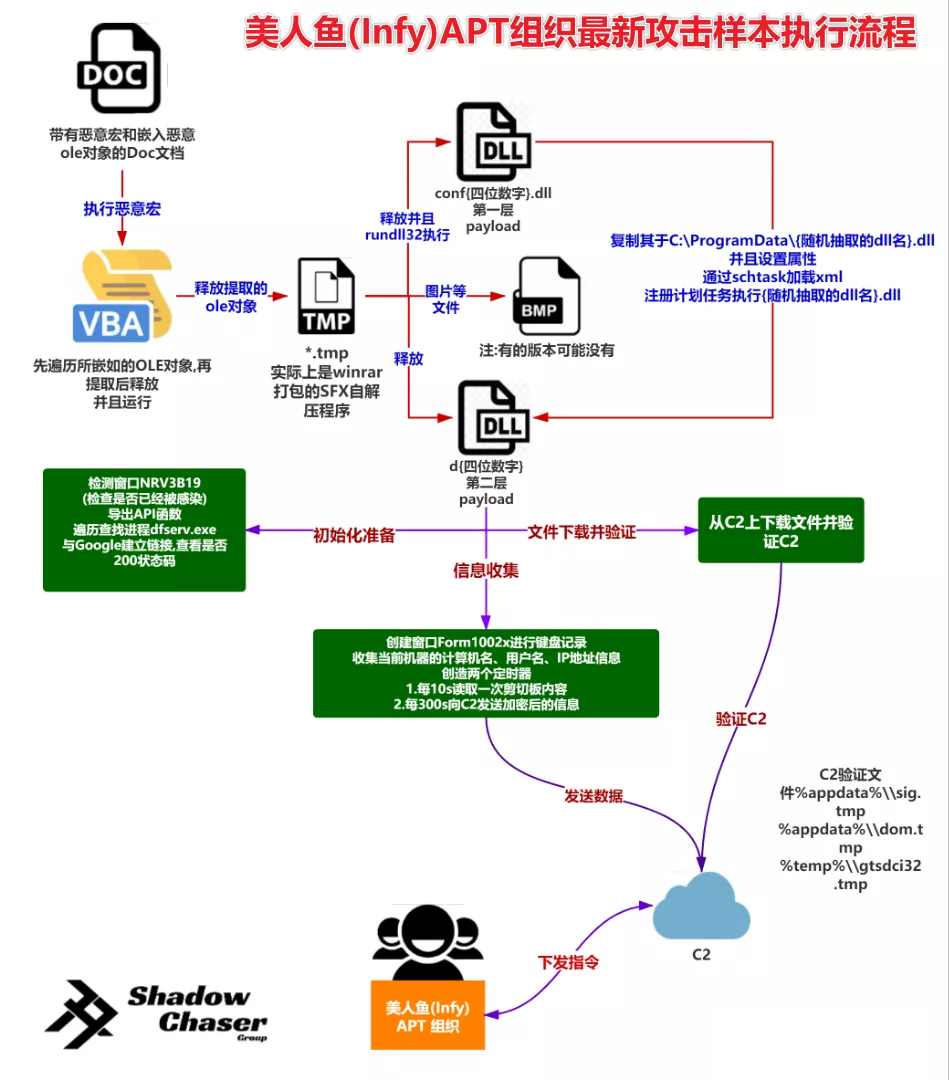 美人鱼(Infy)APT组织最新攻击样本执行流程
DOC
带有恶意宏和嵌入恶意
ole对象的Doc文档
执行恶意宏
VBA
先遍历所嵌如的OLE对象,再
提取后释放
并且运行
释放提取的
ole对象
TMP
*.tmp
实际上是winrar
打包的SFX自解
压程序
释放并且
rundll32执行
DLL
conf{四位数字}.dll
第一层
payload
图片等
文件
BMP
注:有的版本可能没有
释放
DLL
d{四位数字}
第二层
payload
复制其于C:\ProgramData\{随机抽取的dll名}.dll
并且设置属性
通过schtask加载xml
注册计划任务执行{随机抽取的dll名}.dll
检测窗口NRV3B19
(检查是否已经被感染)
导出API函数
遍历查找进程dfserv.exe
与Google建立链接,查看是否
200状态码
初始化准备
文件下载并验证
从C2上下载文件并验
证C2
信息收集
创建窗口Form1002x进行键盘记录
收集当前机器的计算机名、用户名、IP地址信息
创造两个定时器
1.每10s读取一次剪切板内容
2.每300s向C2发送加密后的信息
验证C2
发送数据
C2验证文
件%appdata%\\sig.
tmp
%appdata%\\dom.t
mp
%temp%\\gtsdci32
.tmp
C2
下发指令
美人鱼(Infy)
APT 组织
Shadow
Chaser
Group